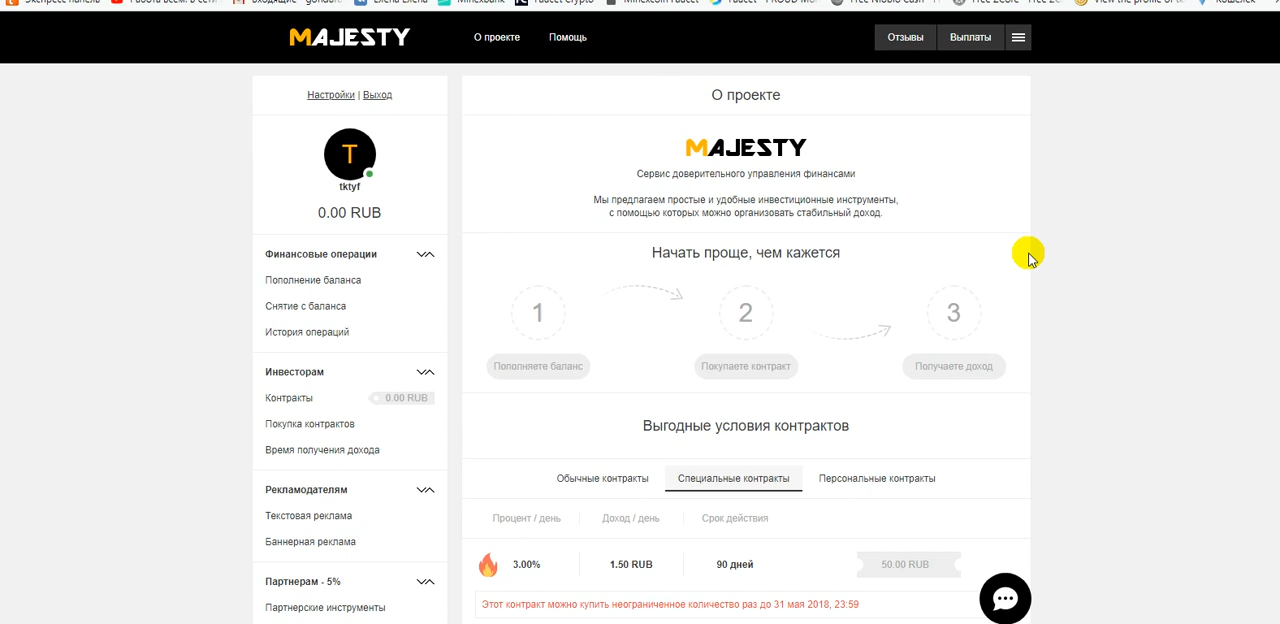 MAJESTY
О проекте
Помощь
Отзывы
Выплаты
Настройки | Выход
T
tktyf
0.00 RUB
Финансовые операции
Пополнение баланса
Снятие с баланса
История операций
Инвесторам
Контракты 0.00 RUB
Покупка контрактов
Время получения дохода
Рекламодателям
Текстовая реклама
Баннерная реклама
Партнерам - 5%
Партнерские инструменты
О проекте
MAJESTY
Сервис доверительного управления финансами
Мы предлагаем простые и удобные инвестиционные инструменты,
с помощью которых можно организовать стабильный доход.
Начать проще, чем кажется
1 2 3
Пополняете баланс Покупаете контракт Получаете доход
Выгодные условия контрактов
Обычные контракты Специальные контракты Персональные контракты
Процент / день Доход / день Срок действия
3.00% 1.50 RUB 90 дней 50.00 RUB
Этот контракт можно купить неограниченное количество раз до 31 мая 2018, 23:59